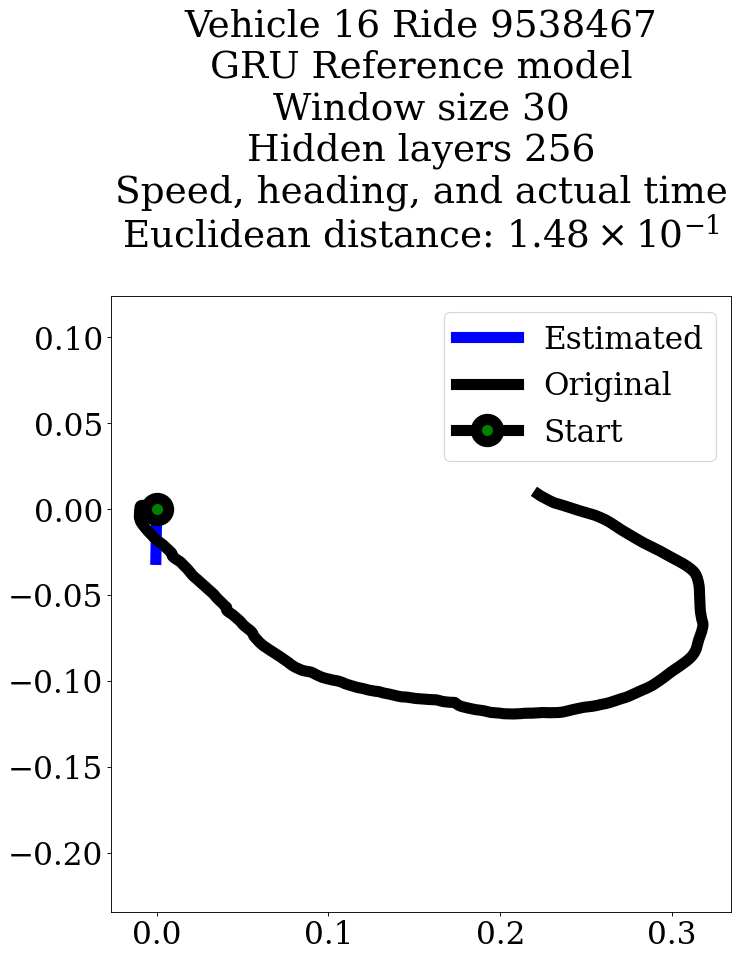 Vehicle 16 Ride 9538467
GRU Reference model
Window size 30
Hidden layers 256
Speed, heading, and actual time
Euclidean distance: 1.48 × 10⁻¹
Estimated
Original
Start
0.10
0.05
0.00
−0.05
−0.10
−0.15
−0.20
0.0 0.1 0.2 0.3